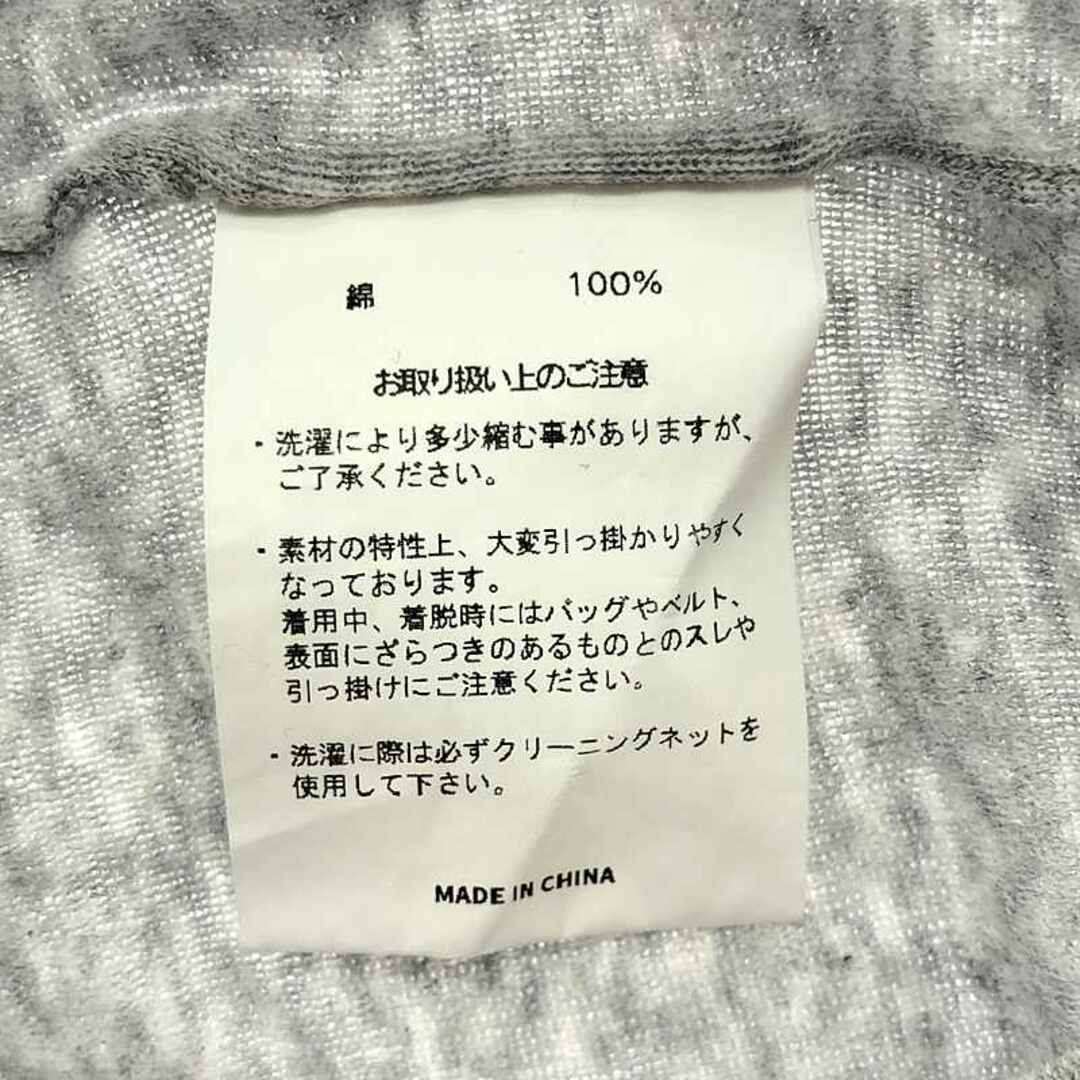 綿 100%
お取り扱い上のご注意
・洗濯により多少縮む事がありますが、
ご了承ください。
・素材の特性上、大変引っ掛かりやすく
なっております。
着用中、着脱時にはバッグやベルト、
表面にざらつきのあるものとのスレや
引っ掛けにご注意ください。
・洗濯に際は必ずクリーニングネットを
使用して下さい。
MADE IN CHINA